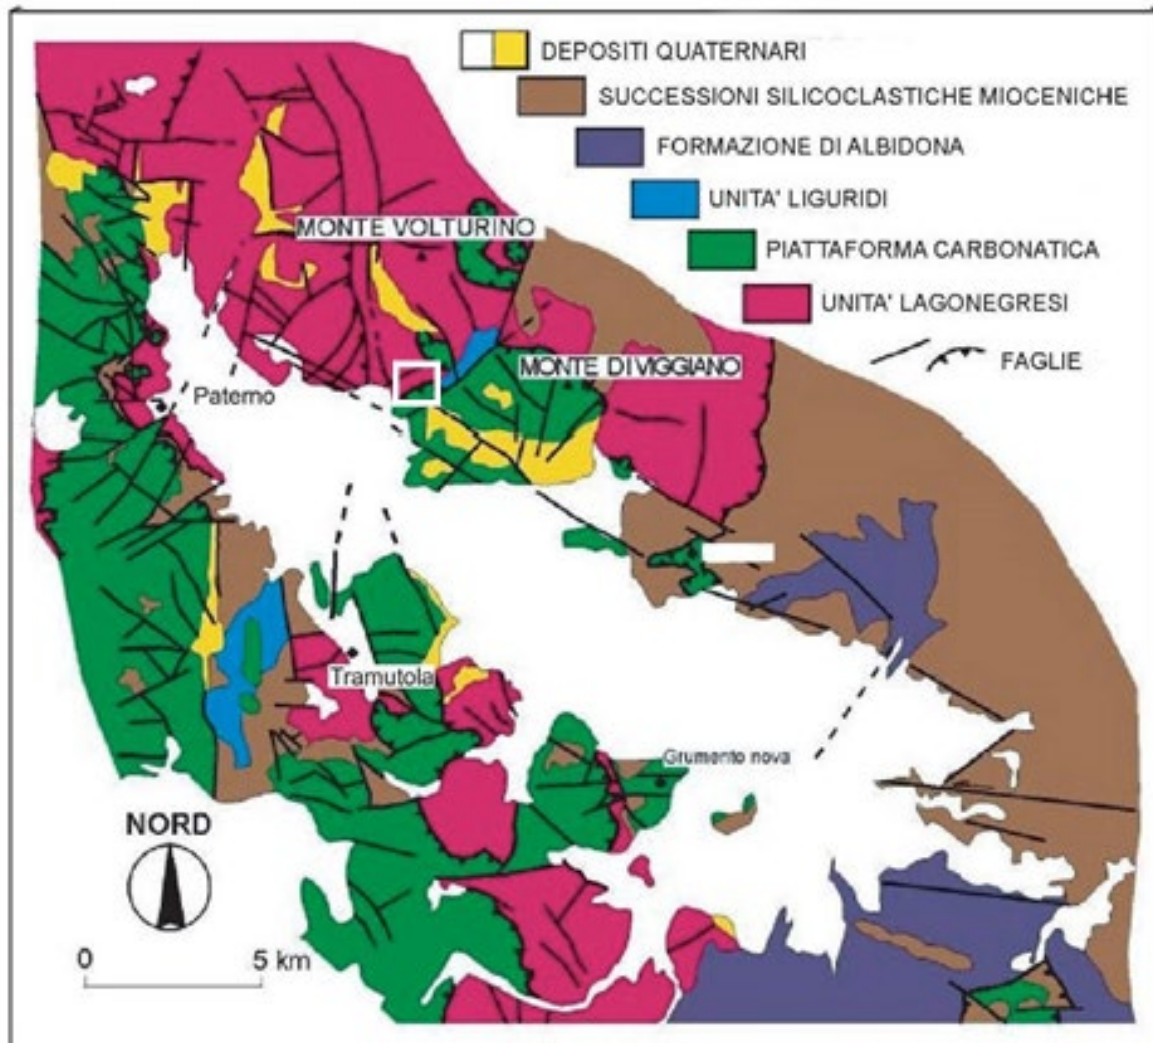 DEPOSITI QUATERNARI
SUCCESSIONI SILICOCLASTICHE MIOCENICHE
FORMAZIONE DI ALBIDONA
UNITA' LIGURIDI
PIATTAFORMA CARBONATICA
UNITA' LAGONEGRESI
FAGLIE
MONTE VOLTURINO
MONTE DI VIGGIANO
Paterno
Tramutola
Grumento nova
NORD
0 5 km